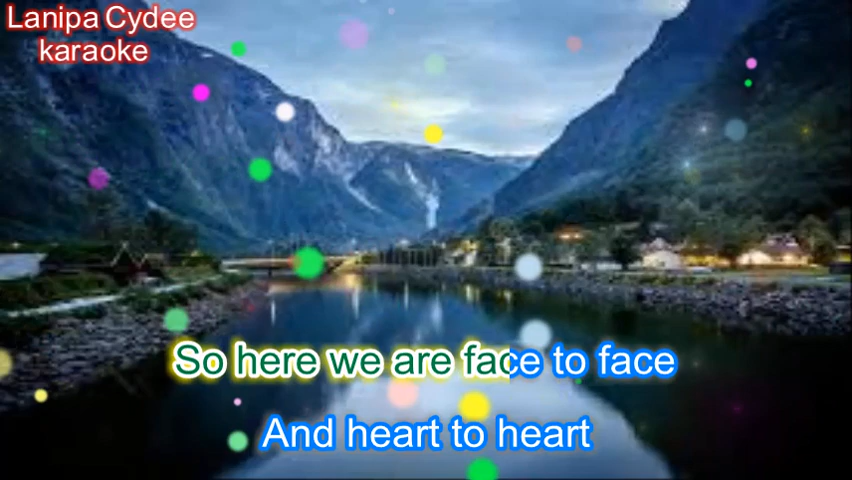 Lanipa Cydee
karaoke
So here we are face to face
And heart to heart